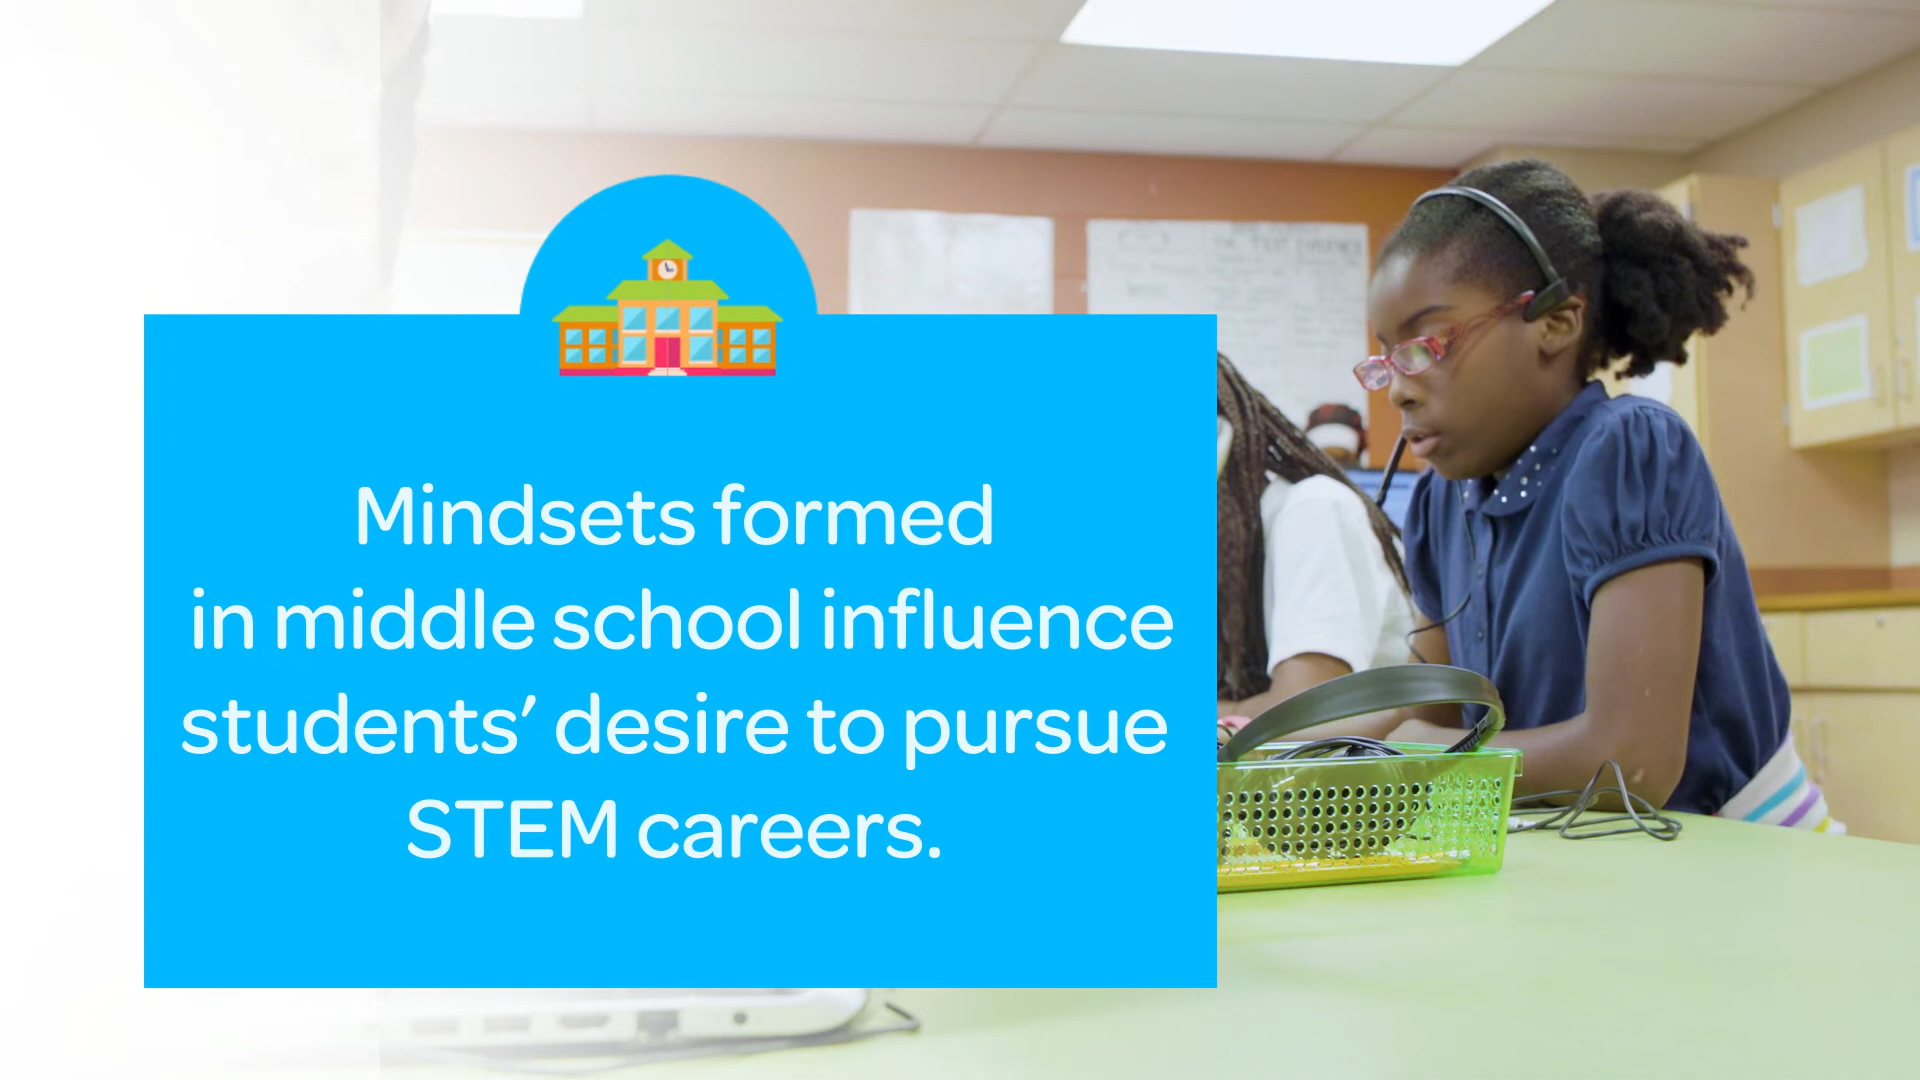 Mindsets formed
in middle school influence
students’ desire to pursue
STEM careers.